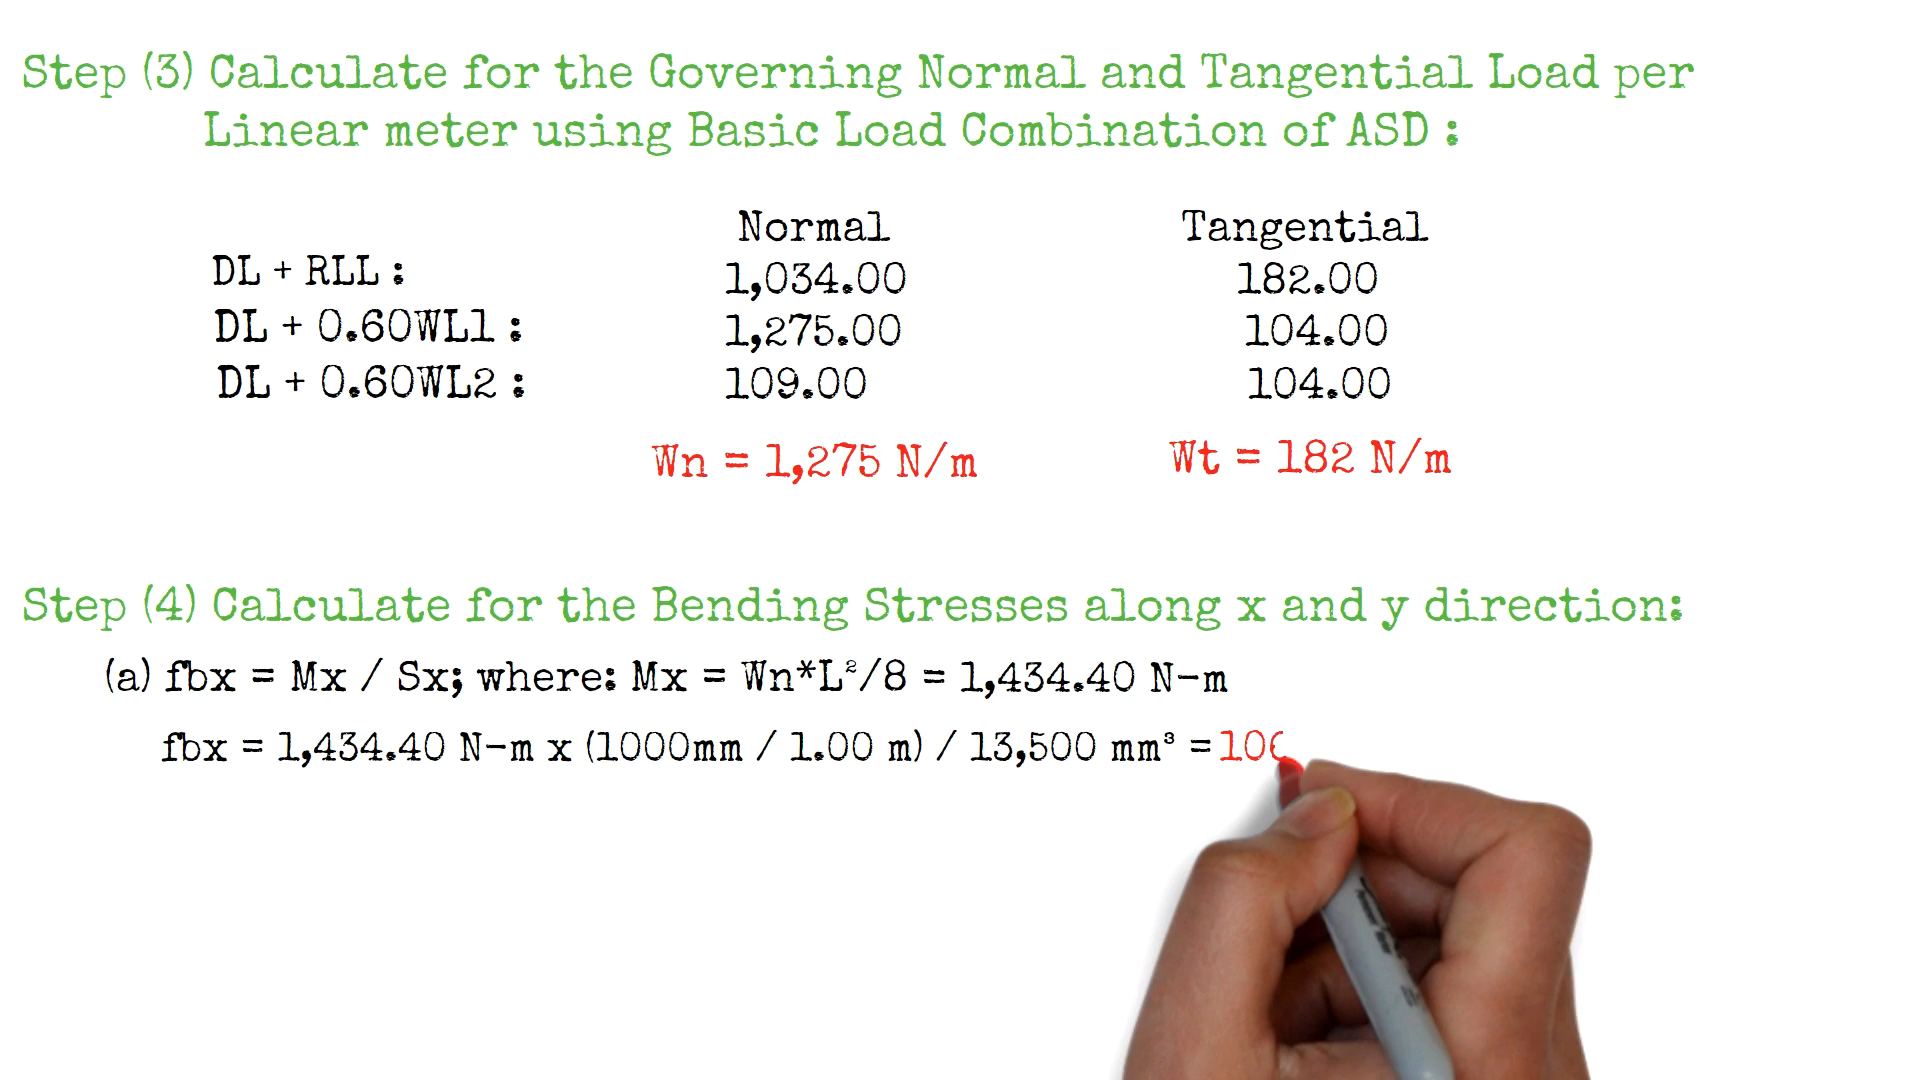 Step (3) Calculate for the Governing Normal and Tangential Load per
Linear meter using Basic Load Combination of ASD :
Normal Tangential
DL + RLL : 1,034.00 182.00
DL + 0.60WL1 : 1,275.00 104.00
DL + 0.60WL2 : 109.00 104.00
Wn = 1,275 N/m Wt = 182 N/m
Step (4) Calculate for the Bending Stresses along x and y direction:
(a) fbx = Mx / Sx; where: Mx = Wn*L²/8 = 1,434.40 N-m
fbx = 1,434.40 N-m x (1000mm / 1.00 m) / 13,500 mm³ = 10